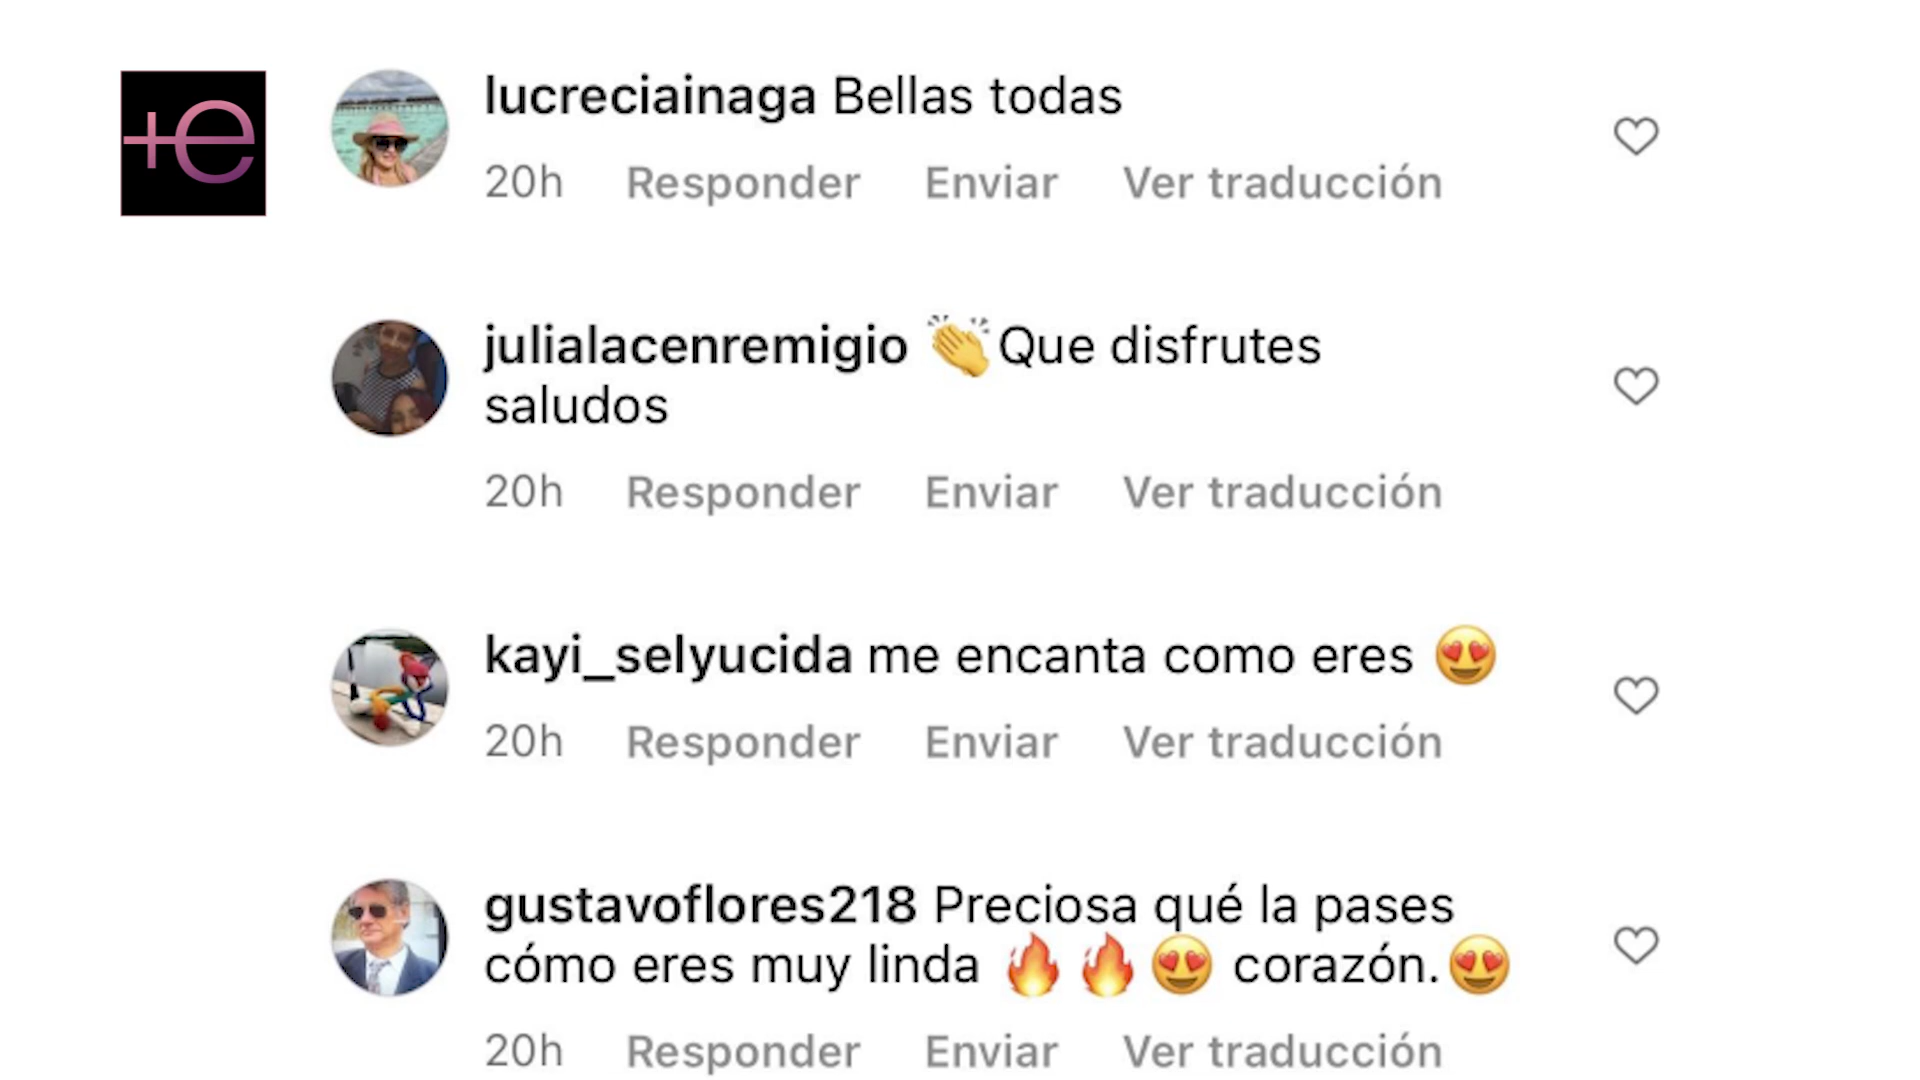 +e
lucreciainaga Bellas todas
20h Responder Enviar Ver traducción
julialacenremigio 👏Que disfrutes
saludos
20h Responder Enviar Ver traducción
kayi_selyucida me encanta como eres 😍
20h Responder Enviar Ver traducción
gustavoflores218 Preciosa qué la pases
cómo eres muy linda 🔥🔥😍 corazón.😍
20h Responder Enviar Ver traducción